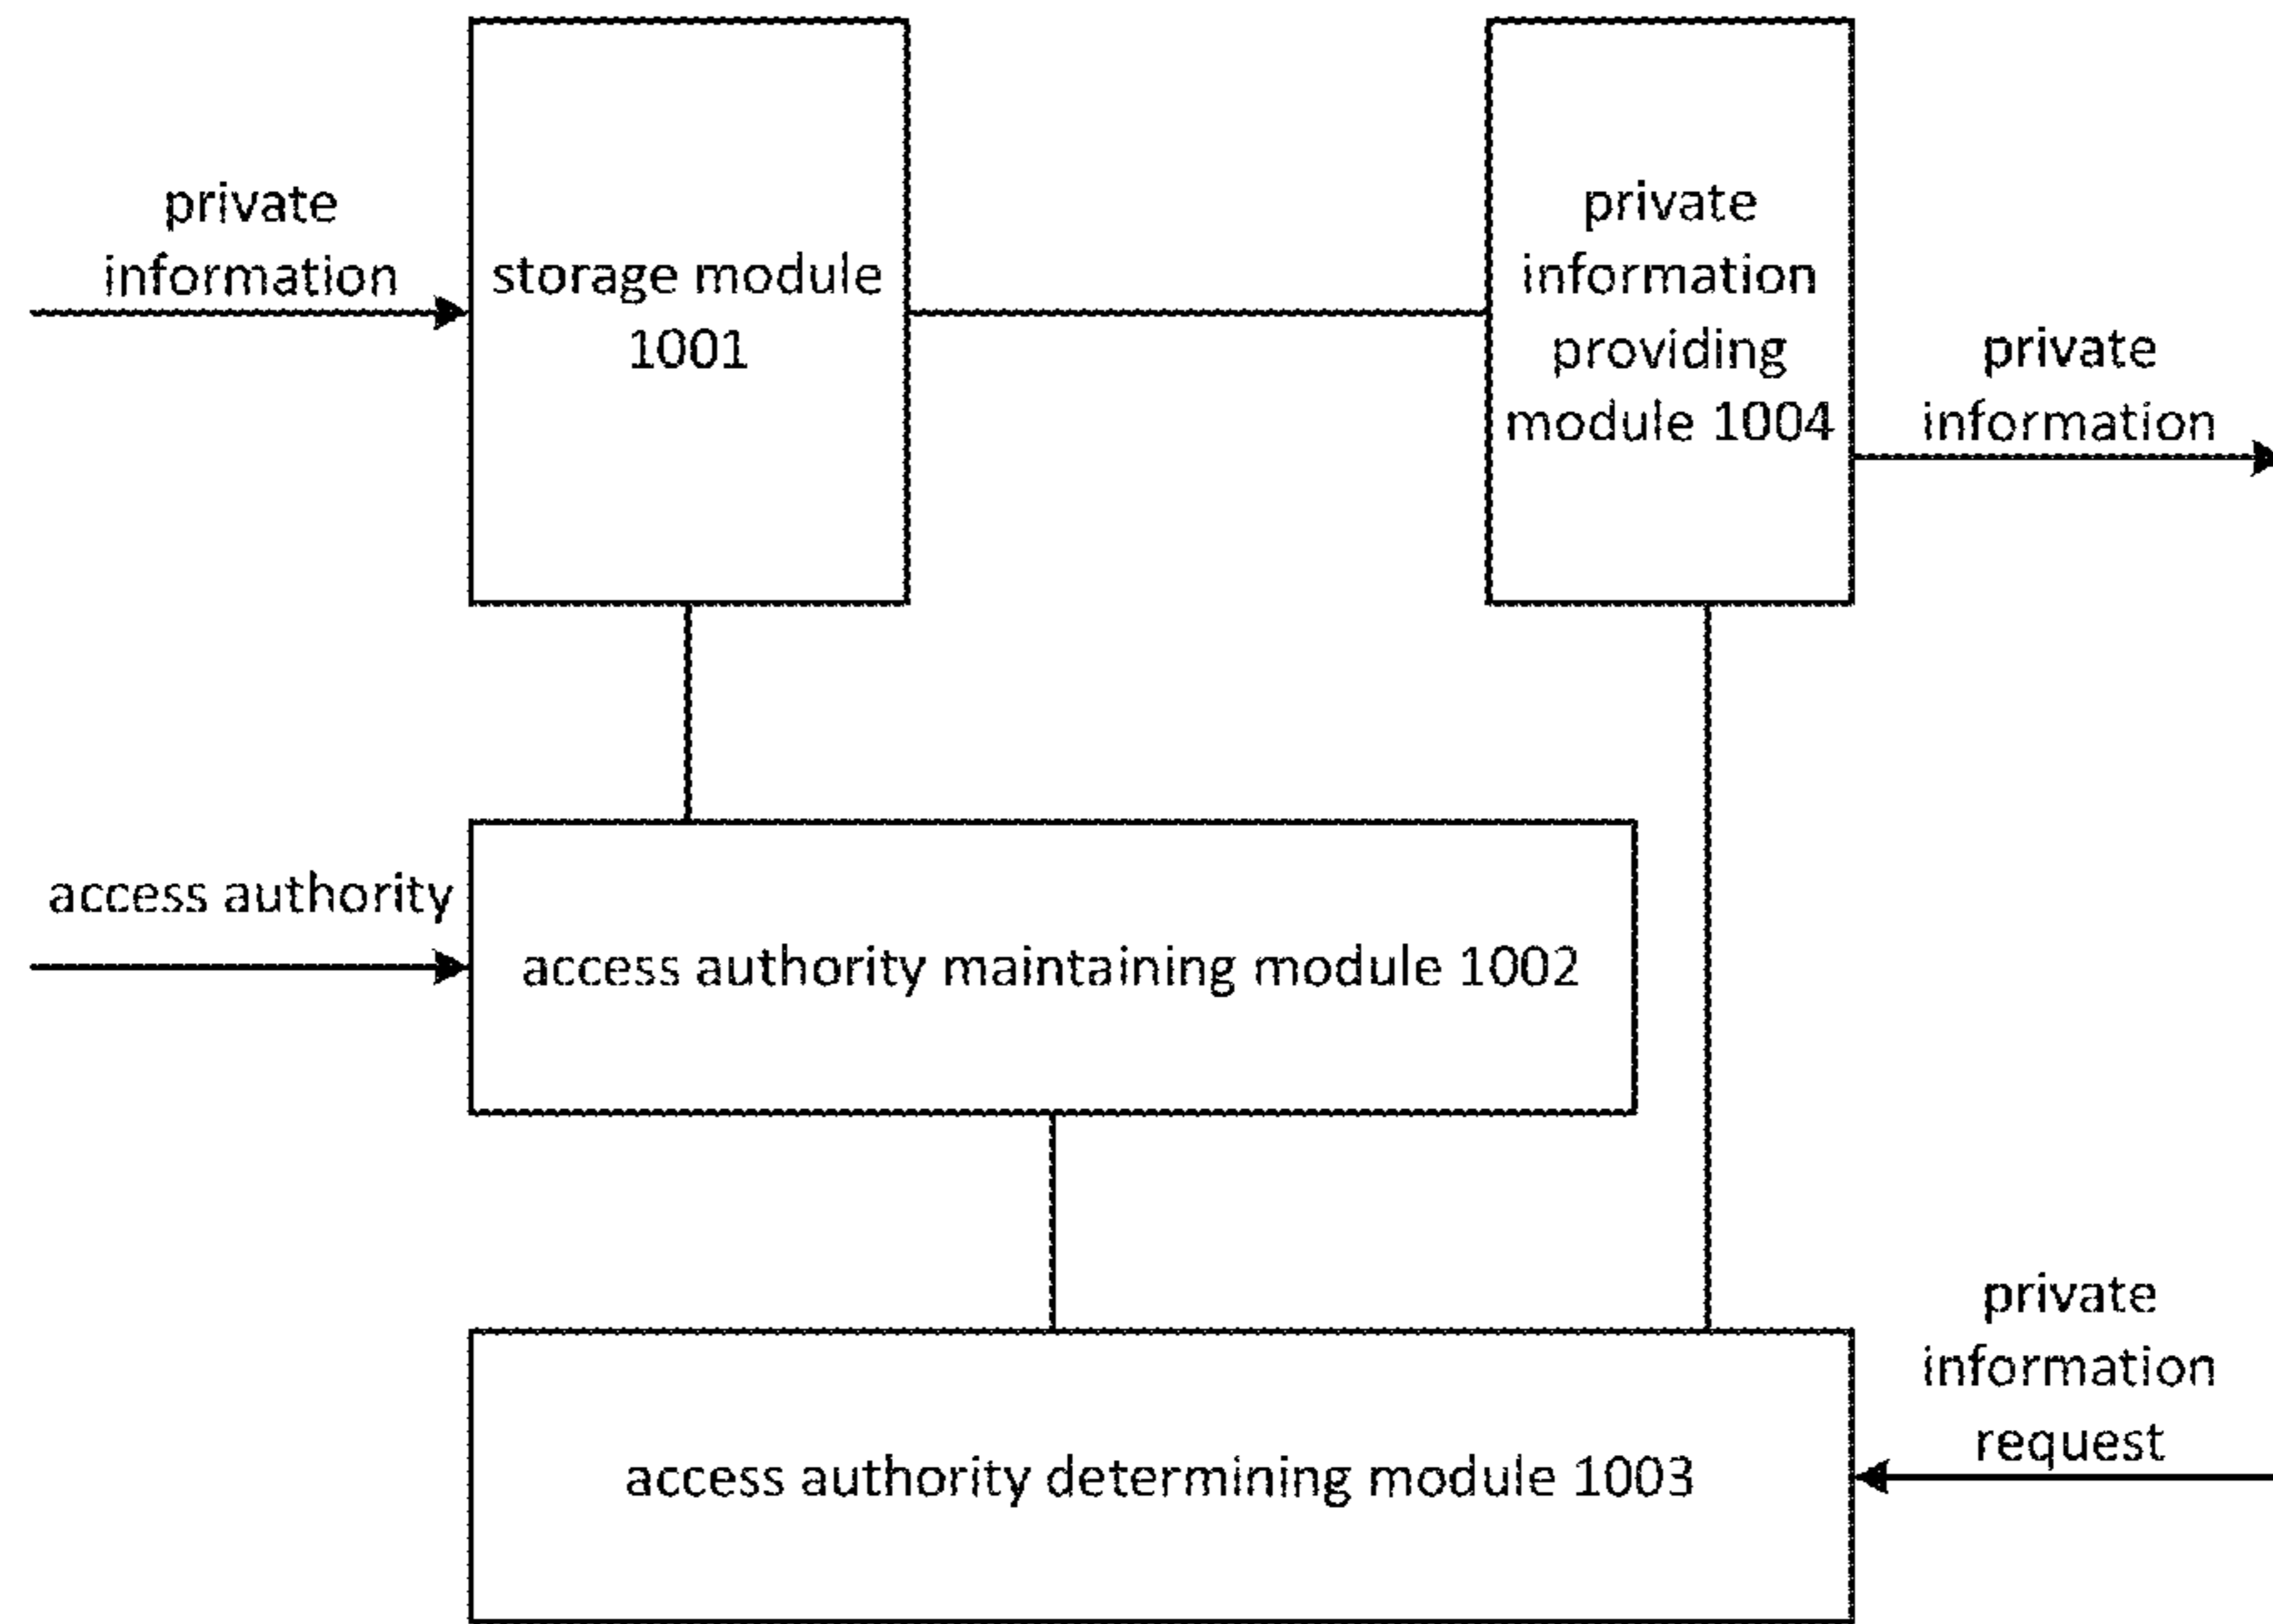 private
information
storage module
1001
private
information
providing
module 1004
private
information
access authority
access authority maintaining module 1002
access authority determining module 1003
private
information
request